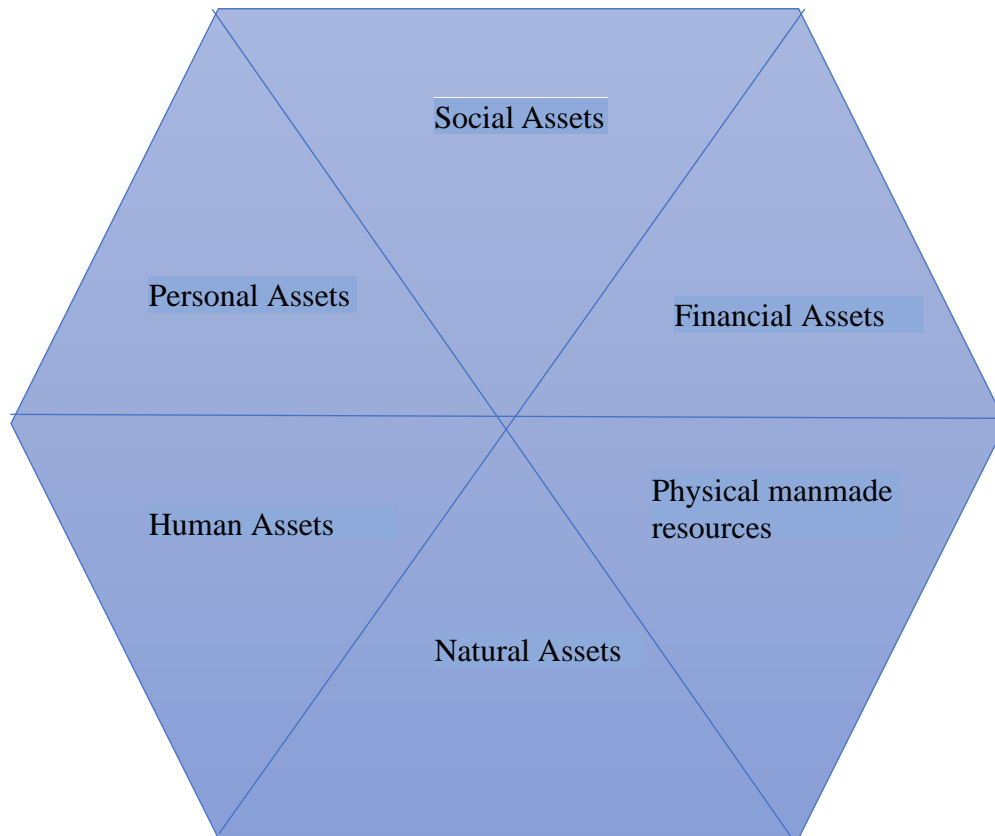 Social Assets
Personal Assets
Financial Assets
Physical manmade
resources
Human Assets
Natural Assets